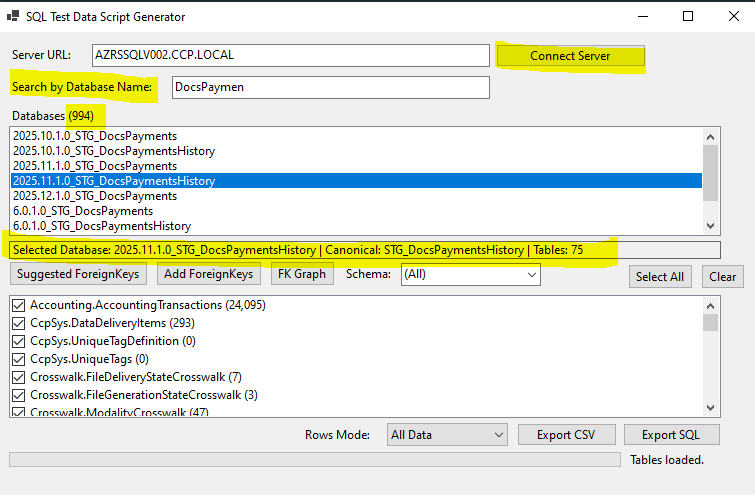 SQL Test Data Script Generator
Server URL: AZRSSQLV002.CCP.LOCAL Connect Server
Search by Database Name: DocsPaymen
Databases (994)
2025.10.1.0_STG_DocsPayments
2025.10.1.0_STG_DocsPaymentsHistory
2025.11.1.0_STG_DocsPayments
2025.11.1.0_STG_DocsPaymentsHistory
2025.12.1.0_STG_DocsPayments
6.0.1.0_STG_DocsPayments
6.0.1.0_STG_DocsPaymentsHistory
Selected Database: 2025.11.1.0_STG_DocsPaymentsHistory | Canonical: STG_DocsPaymentsHistory | Tables: 75
Suggested ForeignKeys Add ForeignKeys FK Graph Schema: (All) Select All Clear
Accounting.AccountingTransactions (24,095)
CcpSys.DataDeliveryItems (293)
CcpSys.UniqueTagDefinition (0)
CcpSys.UniqueTags (0)
Crosswalk.FileDeliveryStateCrosswalk (7)
Crosswalk.FileGenerationStateCrosswalk (3)
Crosswalk.ModalityCrosswalk (47)
Rows Mode: All Data Export CSV Export SQL
Tables loaded.